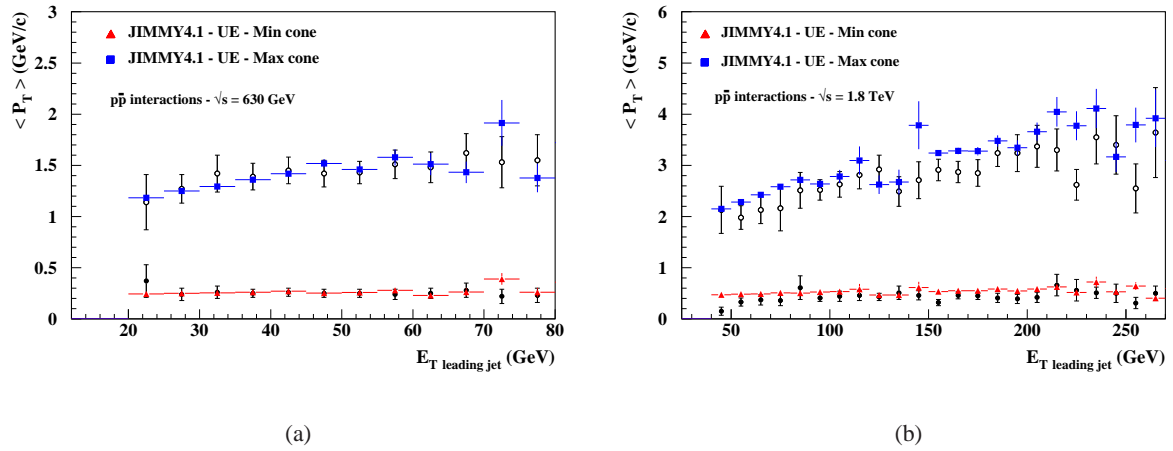 < P_T > (GeV/c)
3
2.5
2
1.5
1
0.5
0
JIMMY4.1 - UE - Min cone
JIMMY4.1 - UE - Max cone
pp̄ interactions - √s = 630 GeV
20 30 40 50 60 70 80
E_T leading jet (GeV)
(a)
< P_T > (GeV/c)
6
5
4
3
2
1
0
JIMMY4.1 - UE - Min cone
JIMMY4.1 - UE - Max cone
pp̄ interactions - √s = 1.8 TeV
50 100 150 200 250
E_T leading jet (GeV)
(b)